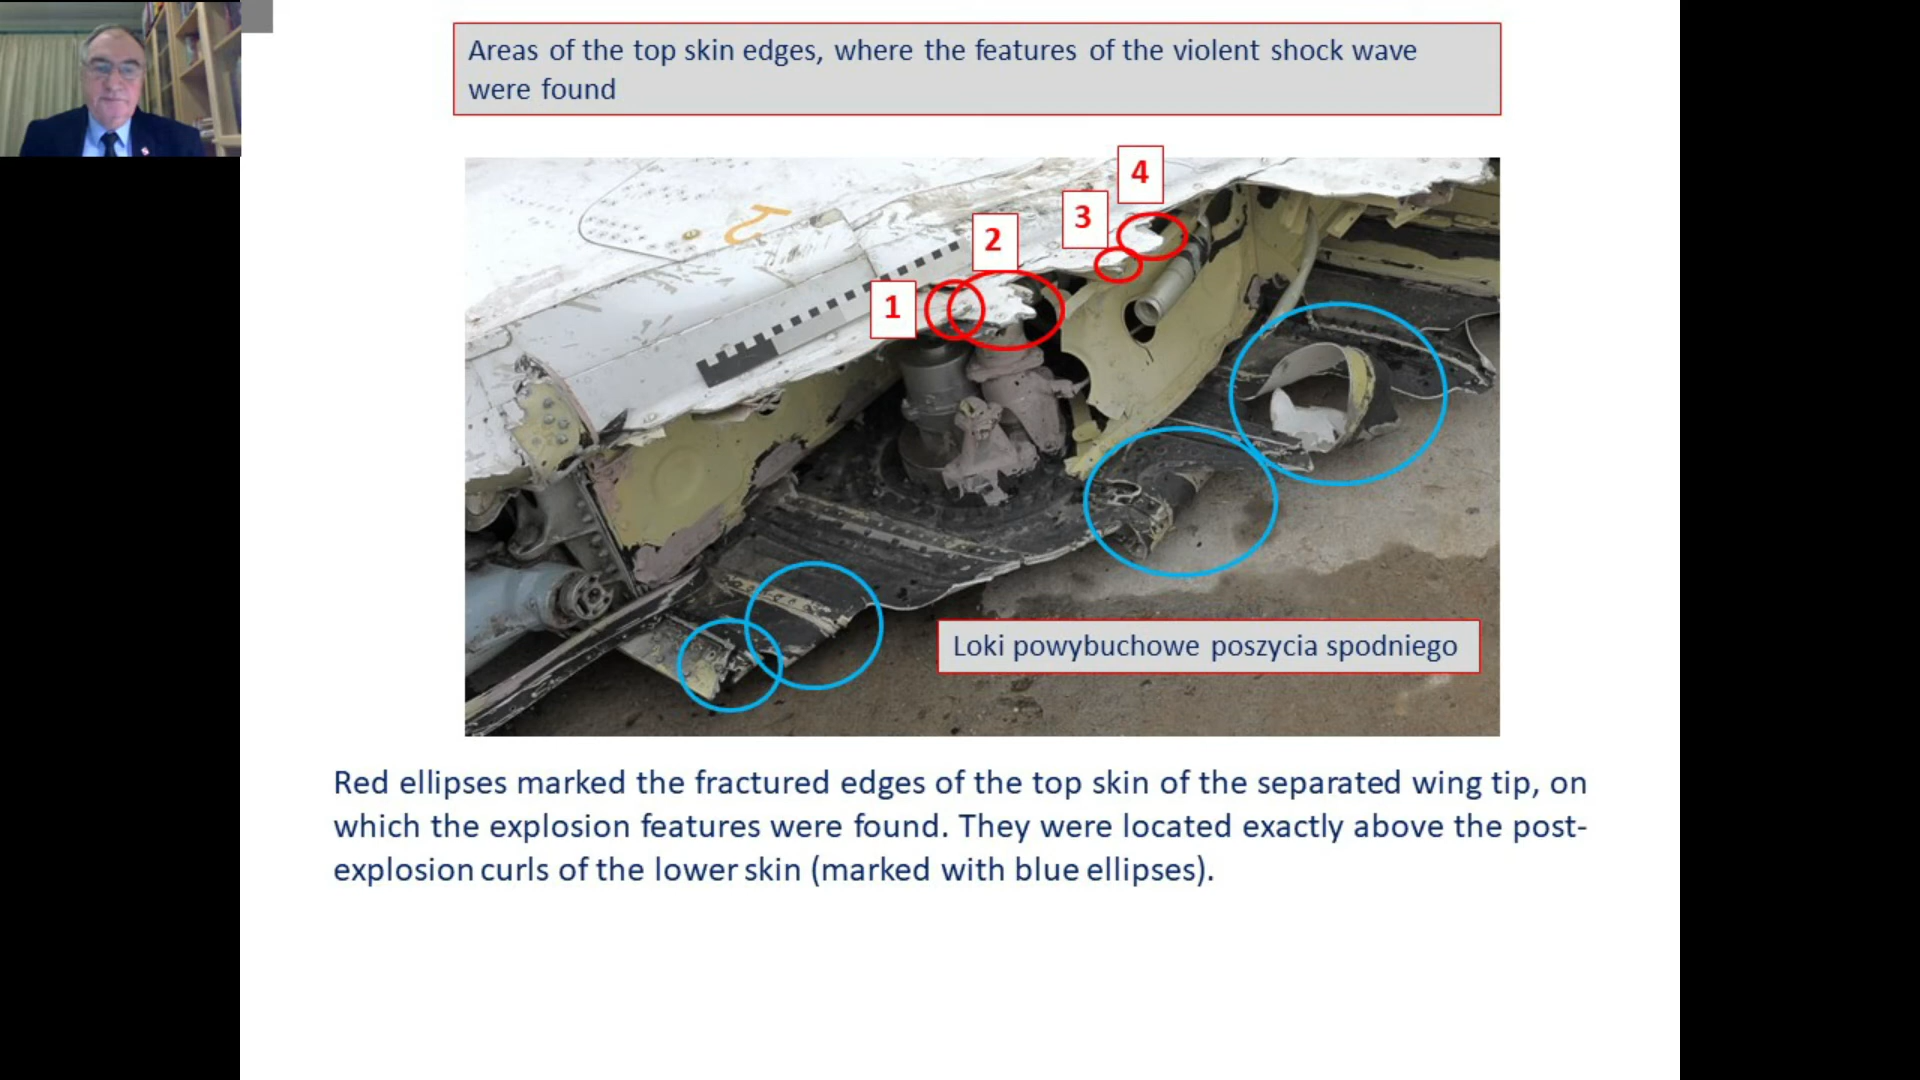 Areas of the top skin edges, where the features of the violent shock wave
were found
4
3
2
1
Loki powybuchowe poszycia spodniego
Red ellipses marked the fractured edges of the top skin of the separated wing tip, on
which the explosion features were found. They were located exactly above the post-
explosion curls of the lower skin (marked with blue ellipses).